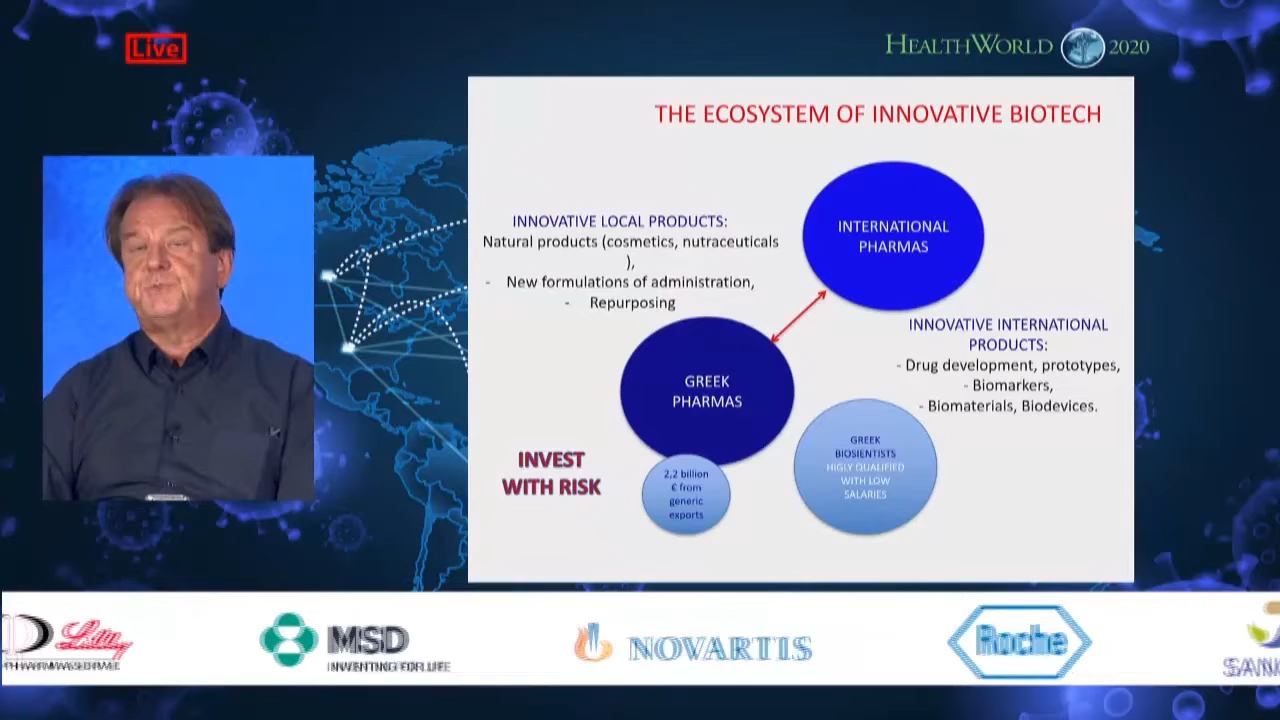 Live
HEALTHWORLD 2020
THE ECOSYSTEM OF INNOVATIVE BIOTECH
INNOVATIVE LOCAL PRODUCTS:
Natural products (cosmetics, nutraceuticals
),
- New formulations of administration,
- Repurposing
INTERNATIONAL
PHARMAS
INNOVATIVE INTERNATIONAL
PRODUCTS:
- Drug development, prototypes,
- Biomarkers,
- Biomaterials, Biodevices.
GREEK
PHARMAS
INVEST
WITH RISK
2,2 billion
€ from
generic
exports
GREEK
BIOSIENTISTS
HIGLY QUALIFIED
WITH LOW
SALARIES
Lilly
MSD
INVENTING FOR LIFE
NOVARTIS
Roche